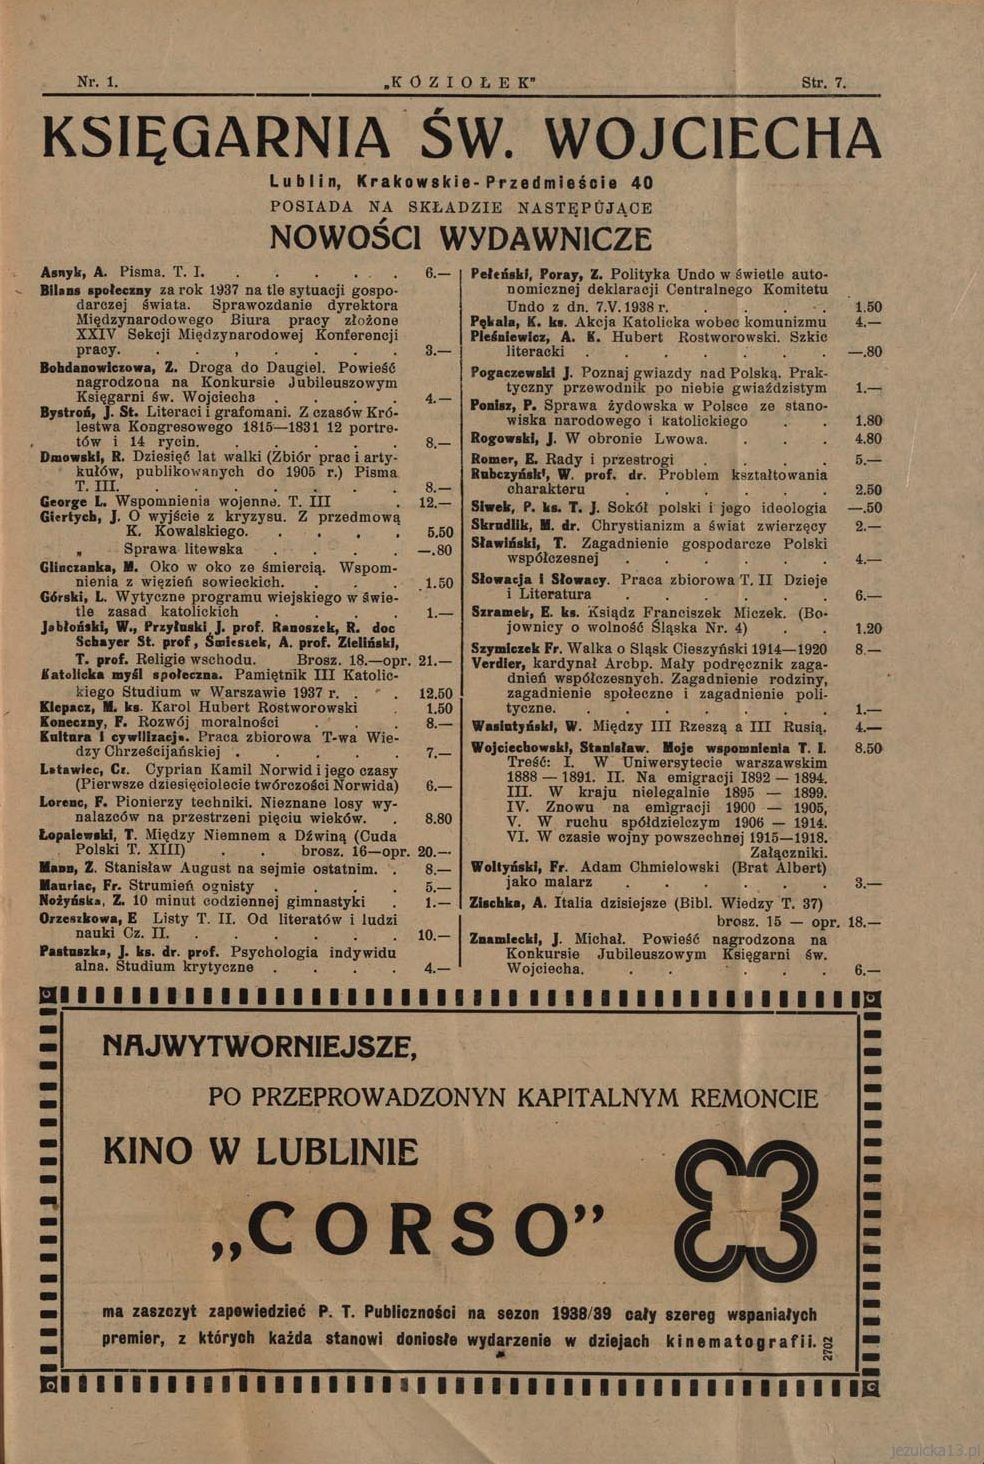 Nr. 1. „KOZIOŁEK” Str. 7.
KSIĘGARNIA ŚW. WOJCIECHA
Lublin, Krakowskie-Przedmieście 40
POSIADA NA SKŁADZIE NASTĘPUJĄCE
NOWOŚCI WYDAWNICZE
Asnyk, A. Pisma. T. I. . . . . . 6.—
Bilans społeczny za rok 1937 na tle sytuacji gospo-
darczej świata. Sprawozdanie dyrektora
Międzynarodowego Biura pracy złożone
XXIV Sekcji Międzynarodowej Konferencji
pracy. . . . . . . . 3.—
Bohdanowiczowa, Z. Droga do Daugiel. Powieść
nagrodzona na Konkursie Jubileuszowym
Księgarni św. Wojciecha . . . . 4.—
Bystroń, J. St. Literaci i grafomani. Z czasów Kró-
lestwa Kongresowego 1815—1831 12 portre-
tów i 14 rycin. . . . . . 8.—
Dmowski, R. Dziesięć lat walki (Zbiór prac i arty-
kułów, publikowanych do 1905 r.) Pisma
T. III. . . . . . . . 8.—
George L. Wspomnienia wojenne. T. III . 12.—
Giertych, J. O wyjście z kryzysu. Z przedmową
K. Kowalskiego. . . . . 5.50
„ Sprawa litewska . . . . —.80
Glinczanka, M. Oko w oko ze śmiercią. Wspom-
nienia z więzień sowieckich. . . . 1.50
Górski, L. Wytyczne programu wiejskiego w świe-
tle zasad katolickich . . . . 1.—
Jabłoński, W., Przyłuski J. prof. Ranoszek, R. doc
Schayer St. prof, Śmieszek, A. prof. Zieliński,
T. prof. Religie wschodu. Brosz. 18.—opr. 21.—
Katolicka myśl społeczna. Pamiętnik III Katolic-
kiego Studium w Warszawie 1937 r. . . 12.50
Klepacz, M. ks. Karol Hubert Rostworowski . 1.50
Koneczny, F. Rozwój moralności . . . 8.—
Kultura i cywilizacja. Praca zbiorowa T-wa Wie-
dzy Chrześcijańskiej . . . . . 7.—
Latawiec, Cz. Cyprian Kamil Norwid i jego czasy
(Pierwsze dziesięciolecie twórczości Norwida) 6.—
Lorenc, F. Pionierzy techniki. Nieznane losy wy-
nalazców na przestrzeni pięciu wieków. . 8.80
Łopalewski, T. Między Niemnem a Dźwiną (Cuda
Polski T. XIII) . . brosz. 16—opr. 20.—
Mann, Z. Stanisław August na sejmie ostatnim. . 8.—
Mauriac, Fr. Strumień ognisty . . . . 5.—
Nożyńska, Z. 10 minut codziennej gimnastyki . 1.—
Orzeszkowa, E Listy T. II. Od literatów i ludzi
nauki Cz. II. . . . . . . 10.—
Pastuszka, J. ks. dr. prof. Psychologia indywidu
alna. Studium krytyczne . . . . 4.—
Pełeński, Poray, Z. Polityka Undo w świetle auto-
nomicznej deklaracji Centralnego Komitetu
Undo z dn. 7.V.1938 r. . . . . 1.50
Pękala, K. ks. Akcja Katolicka wobec komunizmu 4.—
Pleśniewicz, A. K. Hubert Rostworowski. Szkic
literacki . . . . . . . —.80
Pogaczewski J. Poznaj gwiazdy nad Polską. Prak-
tyczny przewodnik po niebie gwiaździstym 1.—
Ponisz, P. Sprawa żydowska w Polsce ze stano-
wiska narodowego i katolickiego . . 1.80
Rogowski, J. W obronie Lwowa. . . . 4.80
Romer, E. Rady i przestrogi . . . . 5.—
Rubczyński, W. prof. dr. Problem kształtowania
charakteru . . . . . . 2.50
Siwek, P. ks. T. J. Sokół polski i jego ideologia —.50
Skrudlik, M. dr. Chrystianizm a świat zwierzęcy 2.—
Sławiński, T. Zagadnienie gospodarcze Polski
współczesnej . . . . . . 4.—
Słowacja i Słowacy. Praca zbiorowa T. II Dzieje
i Literatura . . . . . . 6.—
Szramek, E. ks. Ksiądz Franciszek Miczek. (Bo-
jownicy o wolność Śląska Nr. 4) . . 1.20
Szymiczek Fr. Walka o Śląsk Cieszyński 1914—1920 8.—
Verdier, kardynał Arcbp. Mały podręcznik zaga-
dnień współczesnych. Zagadnienie rodziny,
zagadnienie społeczne i zagadnienie poli-
tyczne. . . . . . . . 1.—
Wasiutyński, W. Między III Rzeszą a III Rusią. 4.—
Wojciechowski, Stanisław. Moje wspomnienia T. I. 8.50
Treść: I. W Uniwersytecie warszawskim
1888 — 1891. II. Na emigracji 1892 — 1894.
III. W kraju nielegalnie 1895 — 1899.
IV. Znowu na emigracji 1900 — 1905,
V. W ruchu spółdzielczym 1906 — 1914.
VI. W czasie wojny powszechnej 1915—1918.
Załączniki.
Woltyński, Fr. Adam Chmielowski (Brat Albert)
jako malarz . . . . . . 3.—
Zischka, A. Italia dzisiejsze (Bibl. Wiedzy T. 37)
brosz. 15 — opr. 18.—
Znamiecki, J. Michał. Powieść nagrodzona na
Konkursie Jubileuszowym Księgarni św.
Wojciecha. . . . . . . 6.—
NAJWYTWORNIEJSZE,
PO PRZEPROWADZONYN KAPITALNYM REMONCIE
KINO W LUBLINIE
„CORSO”
ma zaszczyt zapowiedzieć P. T. Publiczności na sezon 1938/39 cały szereg wspaniałych
premier, z których każda stanowi doniosłe wydarzenie w dziejach kinematografii.
2702
jezuicka13.pl